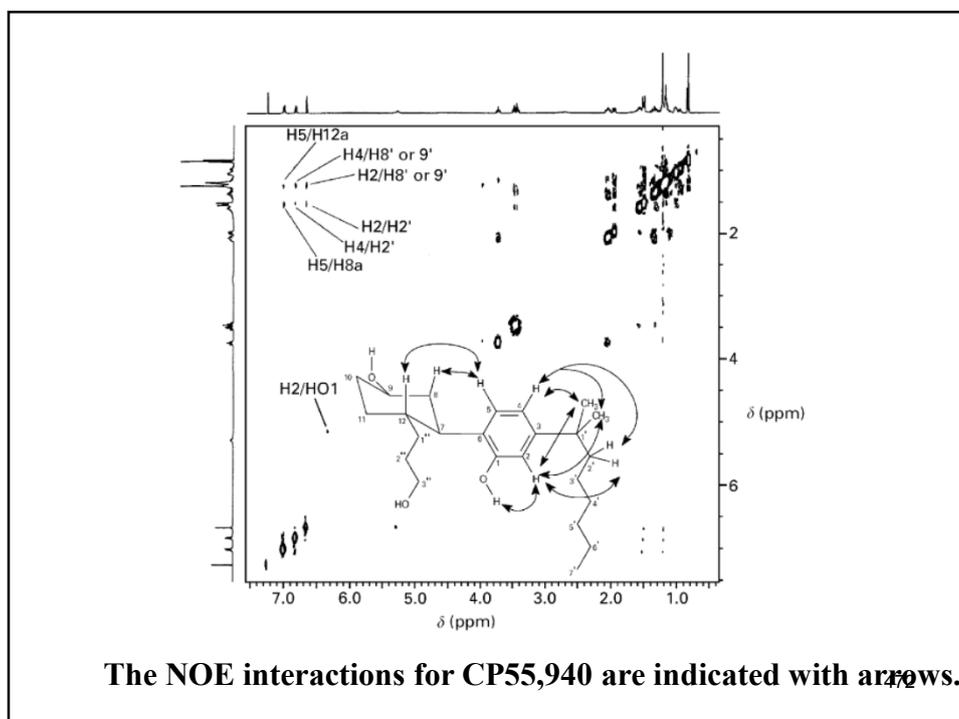 H5/H12a
H4/H8' or 9'
H2/H8' or 9'
H2/H2'
H4/H2'
H5/H8a
2
4
δ (ppm)
6
H2/HO1
H
O
10
9
H
H
8
H
11
12
7
1''
2''
3''
HO
5
4
H
6
3
1
2
O
H
H
CH3
CH3
1'
2'
H
H
3'
4'
5'
6'
7'
7.0 6.0 5.0 4.0 3.0 2.0 1.0
δ (ppm)
The NOE interactions for CP55,940 are indicated with arrows.
472